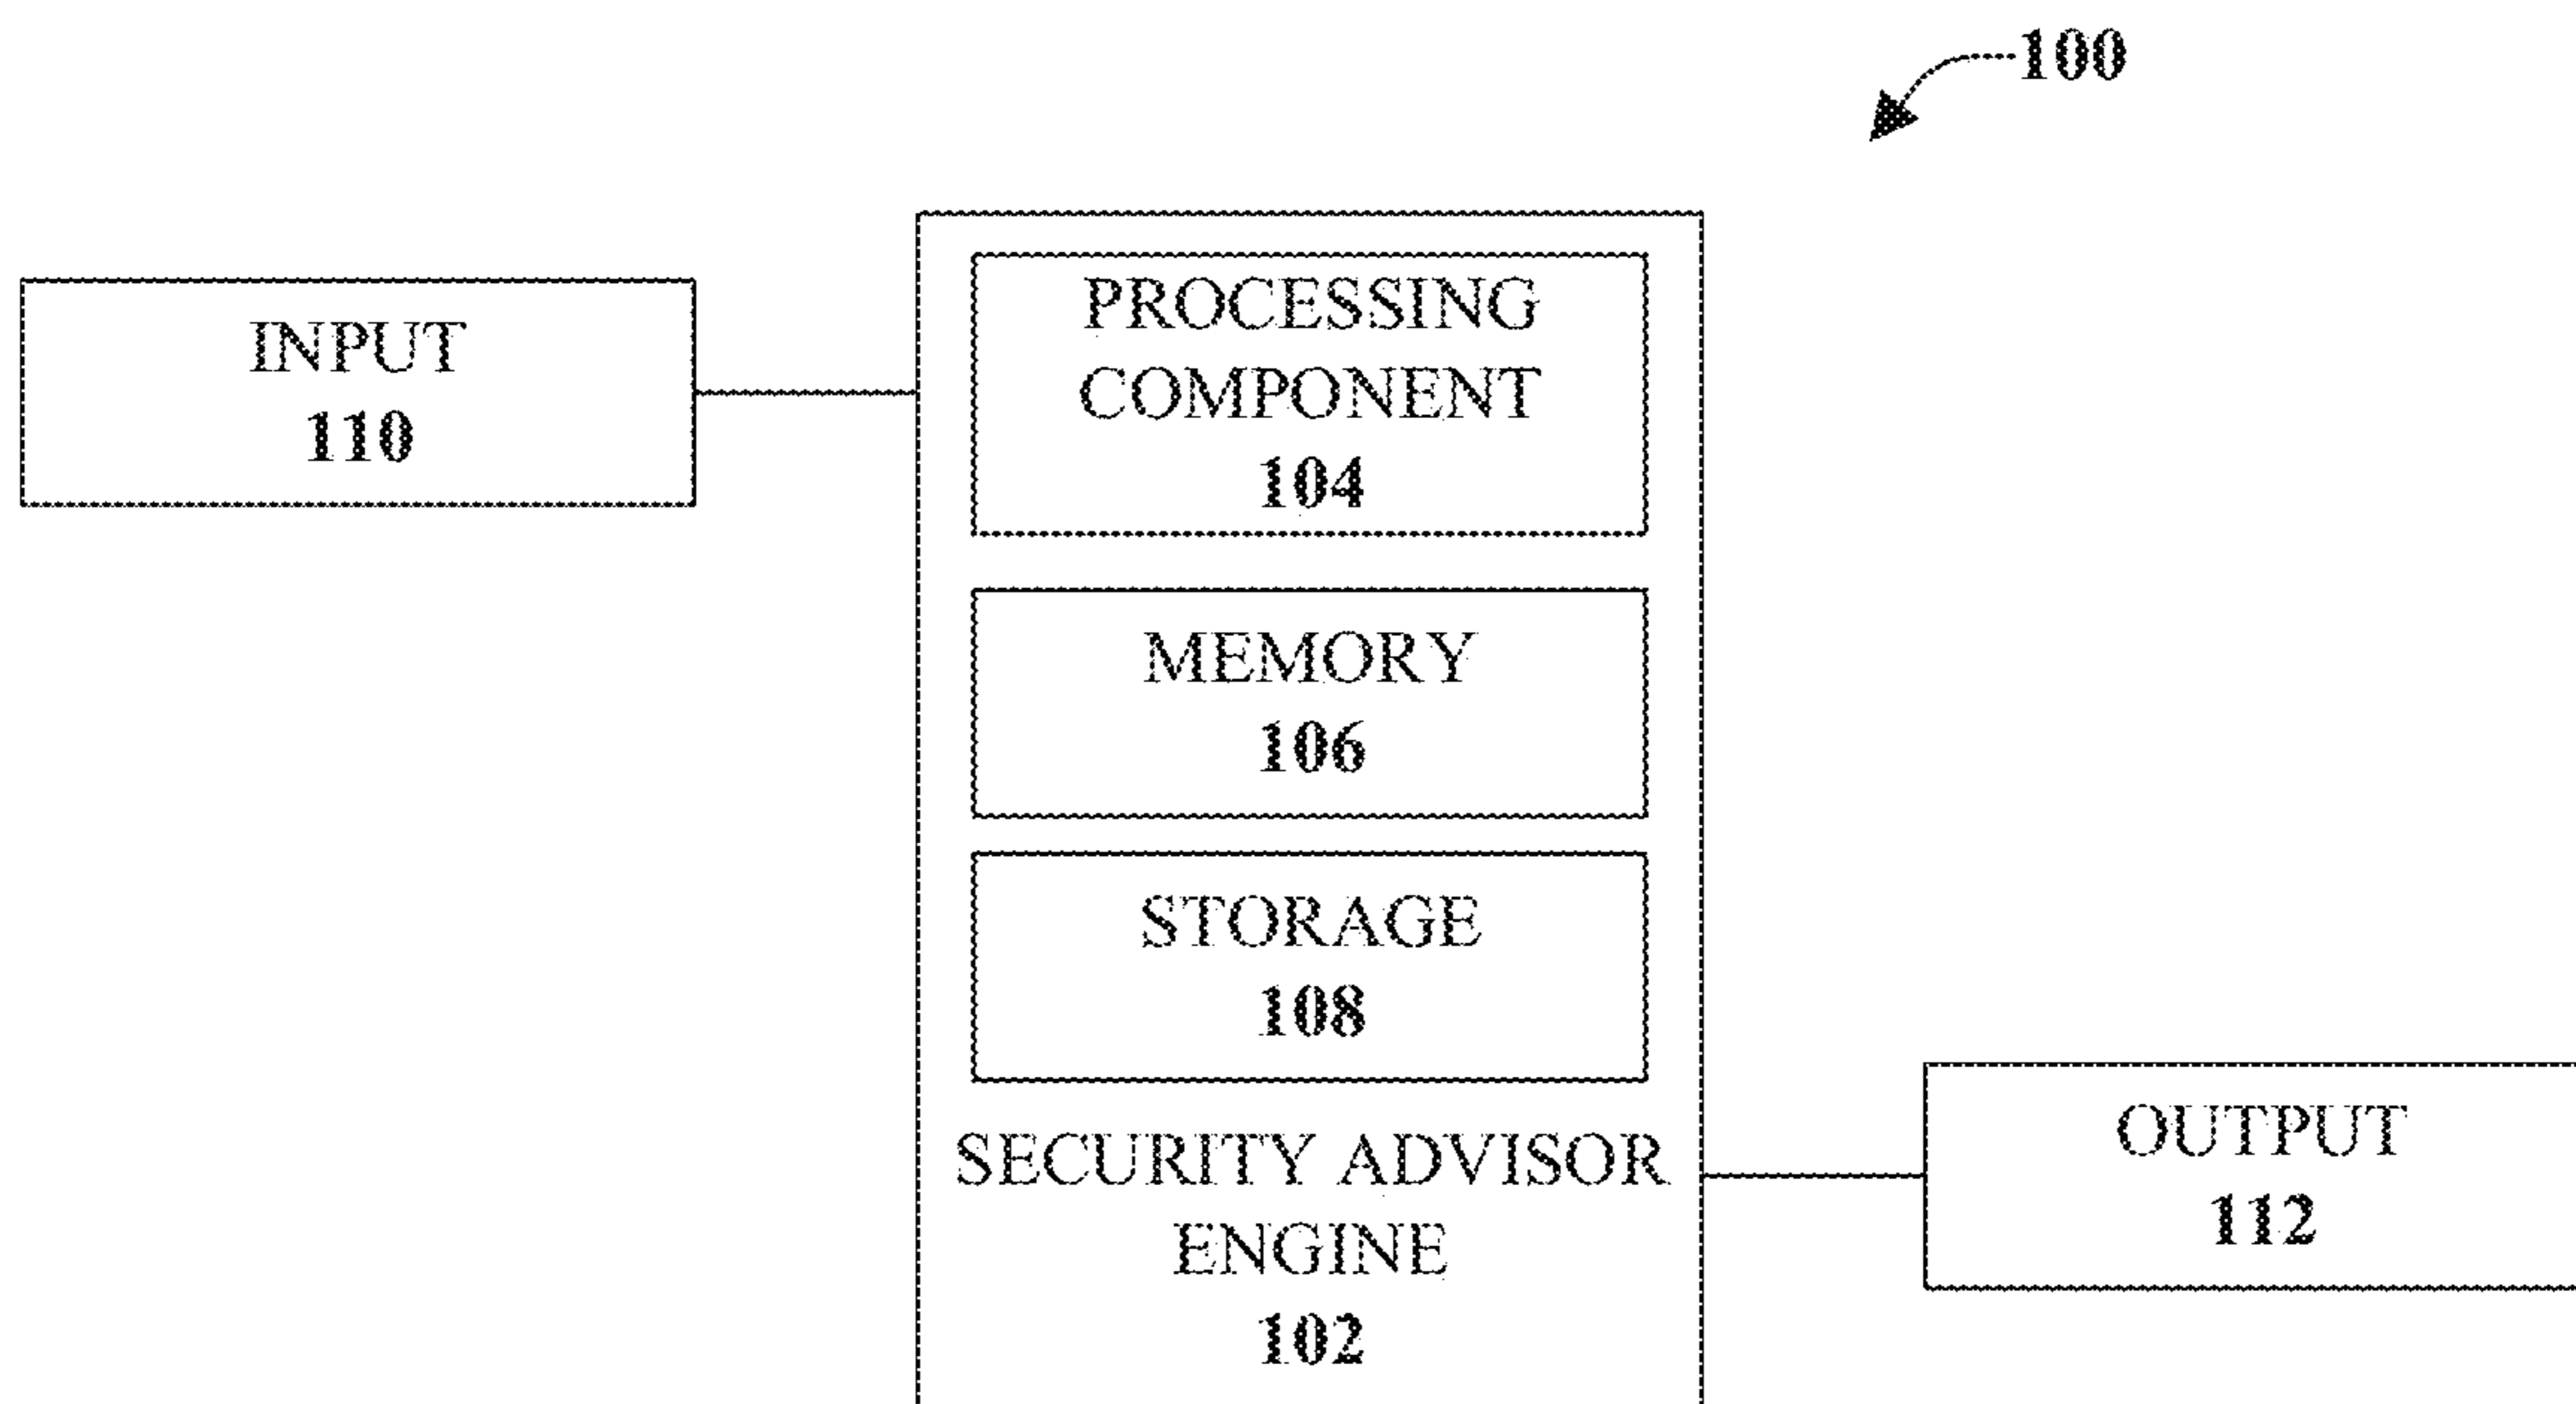 100
INPUT
110
PROCESSING
COMPONENT
104
MEMORY
106
STORAGE
108
SECURITY ADVISOR
ENGINE
102
OUTPUT
112